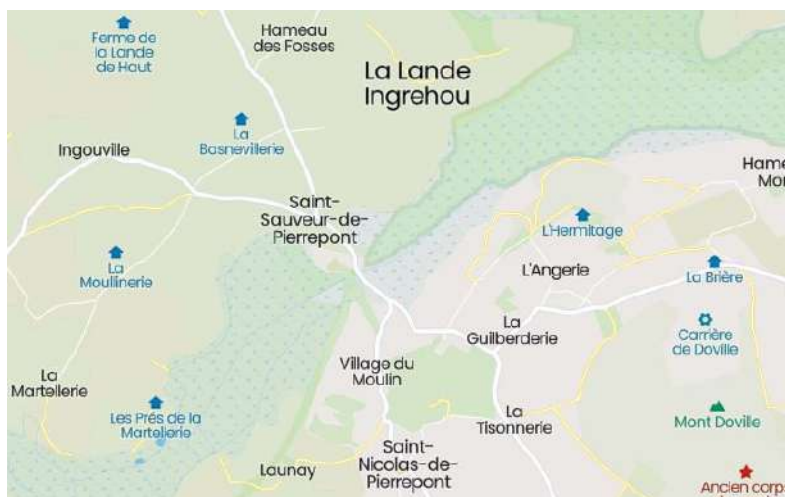 Ferme de
la Lande
de Haut
Hameau
des Fosses
La Lande
Ingrehou
La
Basnevillerie
Ingouville
Hame
Mor
Saint-
Sauveur-de-
Pierrepont
L'Hermitage
La
Moulinerie
L'Angerie
La Brière
La
Guilberderie
Carrière
de Doville
Village du
Moulin
La
Martellerie
Les Prés de la
Martellerie
La
Tisonnerie
Mont Doville
Launay
Saint-
Nicolas-de-
Pierrepont
Ancien corps